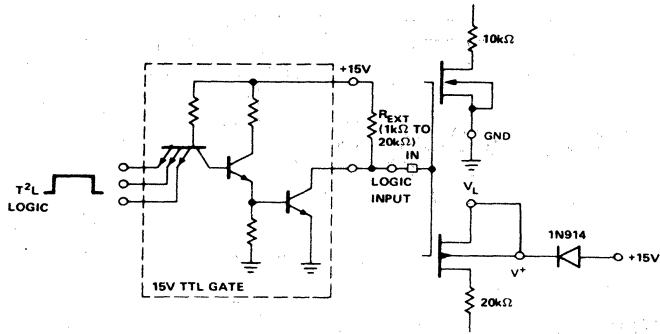 10kΩ
+15V
R_EXT
(1kΩ TO
20kΩ)
IN
GND
T²L
LOGIC
LOGIC
INPUT
V_L
1N914
+15V
V⁺
20kΩ
15V TTL GATE